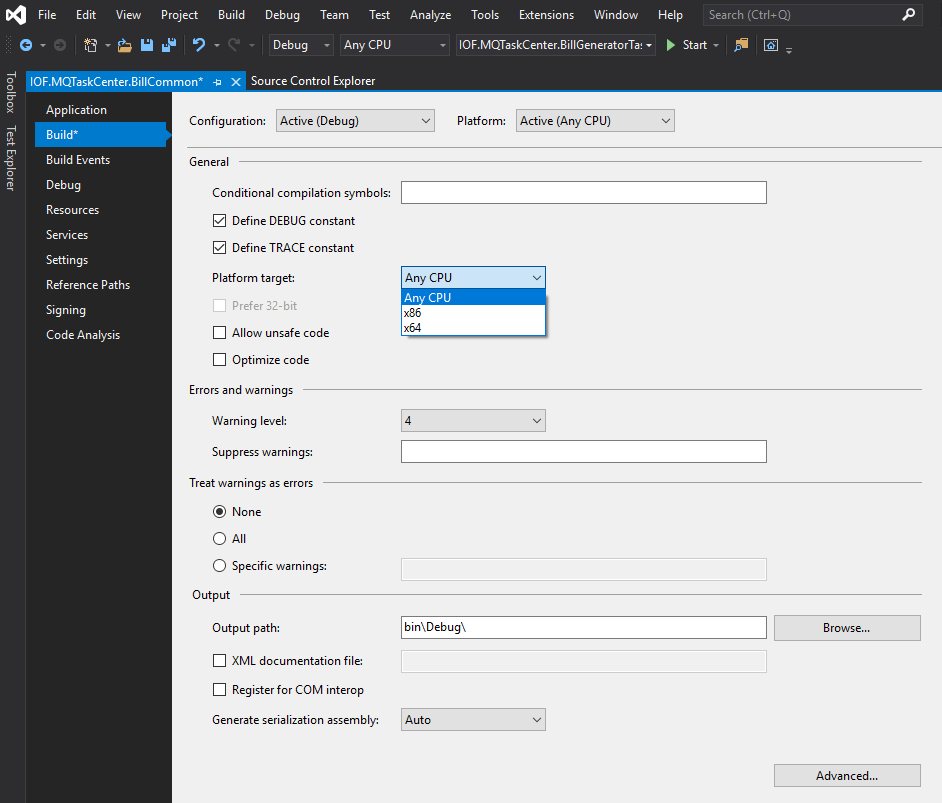 File Edit View Project Build Debug Team Test Analyze Tools Extensions Window Help Search (Ctrl+Q)
Debug Any CPU IOF.MQTaskCenter.BillGeneratorTas Start
Toolbox
Test Explorer
IOF.MQTaskCenter.BillCommon* Source Control Explorer
Application
Build*
Build Events
Debug
Resources
Services
Settings
Reference Paths
Signing
Code Analysis
Configuration: Active (Debug) Platform: Active (Any CPU)
General
Conditional compilation symbols:
Define DEBUG constant
Define TRACE constant
Platform target: Any CPU
Any CPU
x86
x64
Prefer 32-bit
Allow unsafe code
Optimize code
Errors and warnings
Warning level: 4
Suppress warnings:
Treat warnings as errors
None
All
Specific warnings:
Output
Output path: bin\Debug\ Browse...
XML documentation file:
Register for COM interop
Generate serialization assembly: Auto
Advanced...